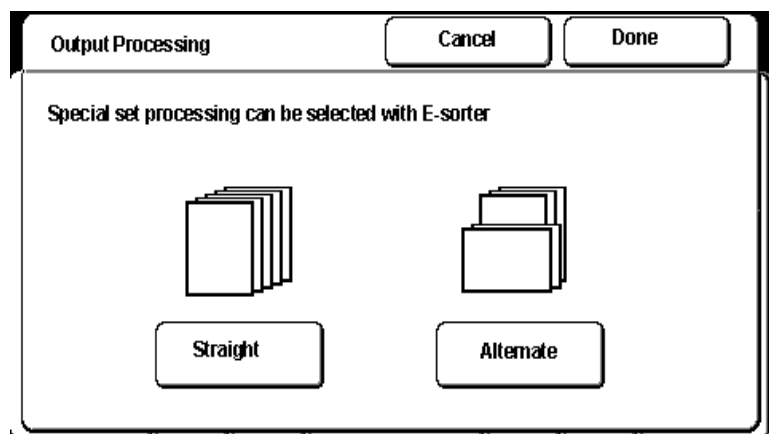 Output Processing
Cancel
Done
Special set processing can be selected with E-sorter
Straight
Alternate